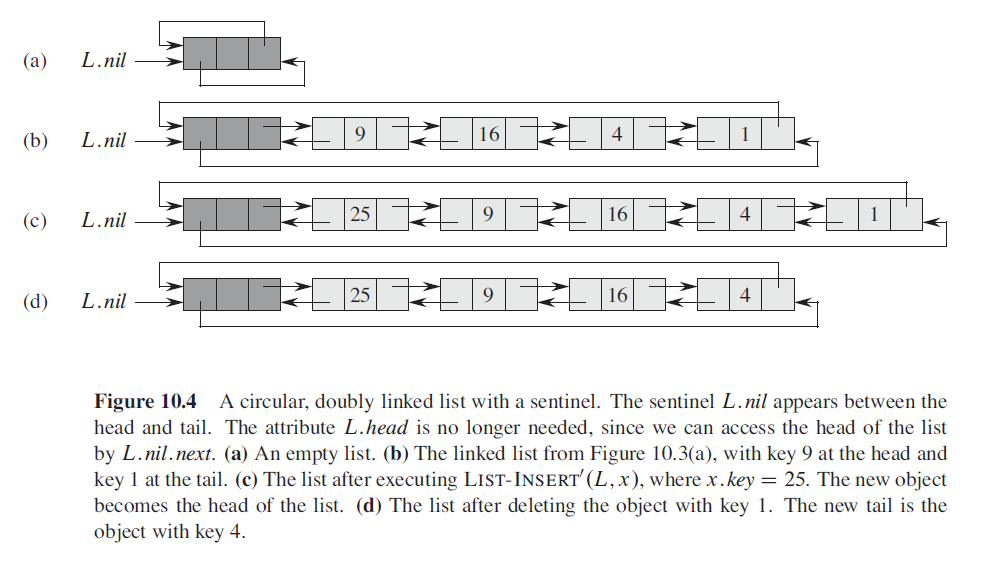 (a) L.nil
(b) L.nil 9 16 4 1
(c) L.nil 25 9 16 4 1
(d) L.nil 25 9 16 4
Figure 10.4 A circular, doubly linked list with a sentinel. The sentinel L.nil appears between the
head and tail. The attribute L.head is no longer needed, since we can access the head of the list
by L.nil.next. (a) An empty list. (b) The linked list from Figure 10.3(a), with key 9 at the head and
key 1 at the tail. (c) The list after executing LIST-INSERT′(L, x), where x.key = 25. The new object
becomes the head of the list. (d) The list after deleting the object with key 1. The new tail is the
object with key 4.